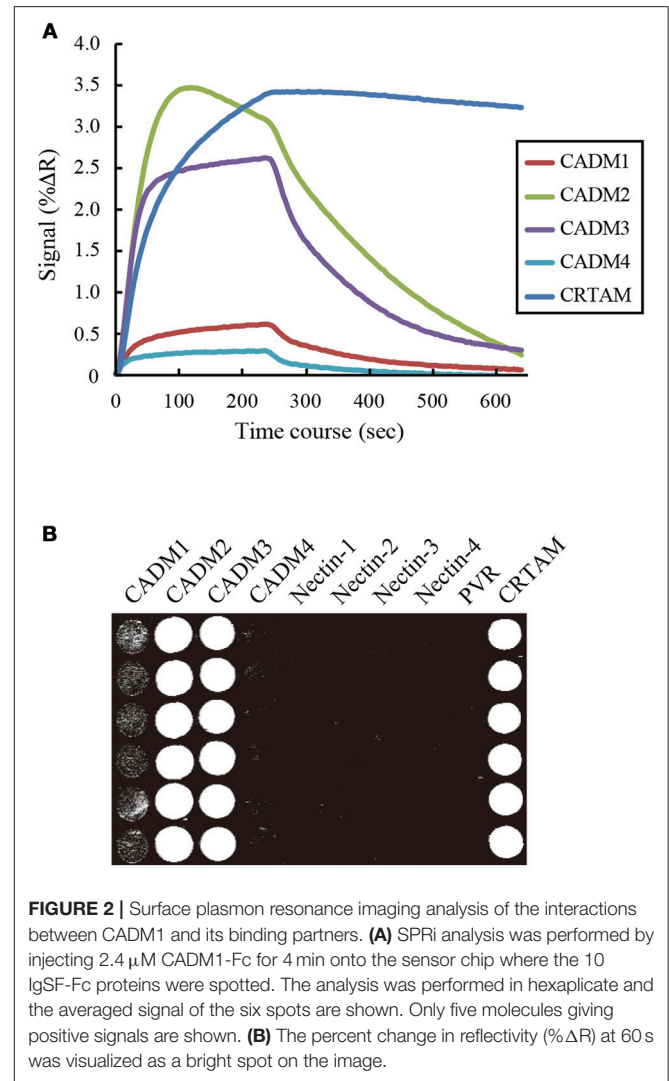 A
4.0
3.5
3.0
2.5
2.0
1.5
1.0
0.5
0
Signal (%ΔR)
0 100 200 300 400 500 600
Time course (sec)
CADM1
CADM2
CADM3
CADM4
CRTAM
B
CADM1 CADM2 CADM3 CADM4 Nectin-1 Nectin-2 Nectin-3 Nectin-4 PVR CRTAM
FIGURE 2 | Surface plasmon resonance imaging analysis of the interactions
between CADM1 and its binding partners. (A) SPRi analysis was performed by
injecting 2.4 μM CADM1-Fc for 4 min onto the sensor chip where the 10
IgSF-Fc proteins were spotted. The analysis was performed in hexaplicate and
the averaged signal of the six spots are shown. Only five molecules giving
positive signals are shown. (B) The percent change in reflectivity (%ΔR) at 60 s
was visualized as a bright spot on the image.